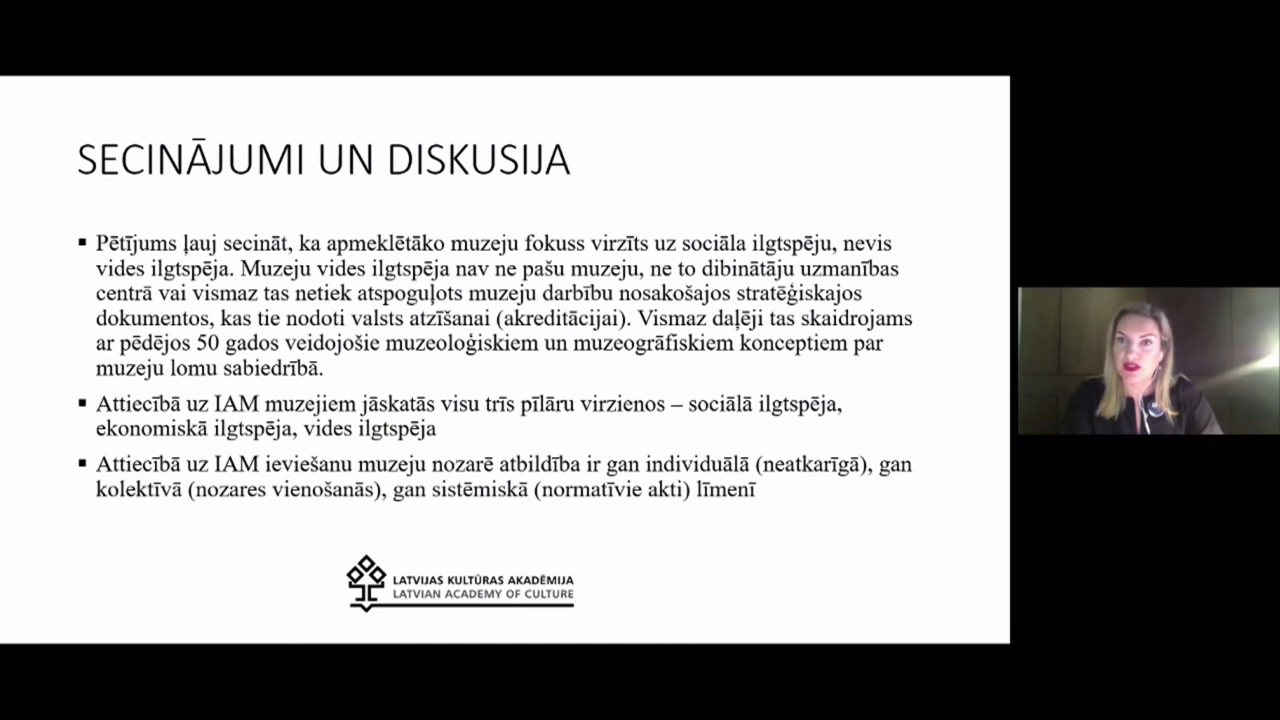 SECINĀJUMI UN DISKUSIJA
▪ Pētījums ļauj secināt, ka apmeklētāko muzeju fokuss virzīts uz sociāla ilgtspēju, nevis
vides ilgtspēja. Muzeju vides ilgtspēja nav ne pašu muzeju, ne to dibinātāju uzmanības
centrā vai vismaz tas netiek atspoguļots muzeju darbību nosakošajos stratēģiskajos
dokumentos, kas tie nodoti valsts atzīšanai (akreditācijai). Vismaz daļēji tas skaidrojams
ar pēdējos 50 gados veidojošie muzeoloģiskiem un muzeogrāfiskiem konceptiem par
muzeju lomu sabiedrībā.
▪ Attiecībā uz IAM muzejiem jāskatās visu trīs pīlāru virzienos – sociālā ilgtspēja,
ekonomiskā ilgtspēja, vides ilgtspēja
▪ Attiecībā uz IAM ieviešanu muzeju nozarē atbildība ir gan individuālā (neatkarīgā), gan
kolektīvā (nozares vienošanās), gan sistēmiskā (normatīvie akti) līmenī
LATVIJAS KULTŪRAS AKADĒMIJA
LATVIAN ACADEMY OF CULTURE